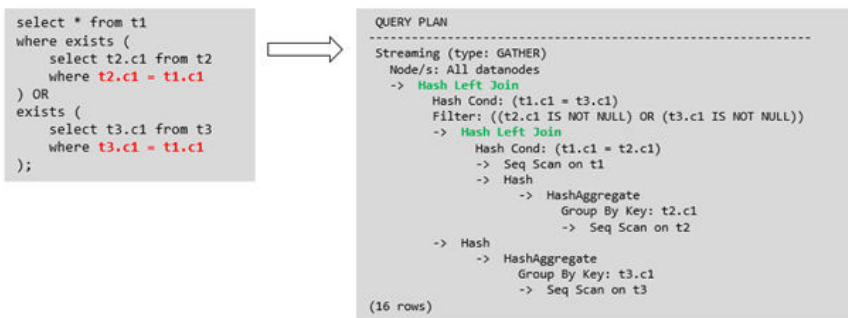 select * from t1
where exists (
select t2.c1 from t2
where t2.c1 = t1.c1
) OR
exists (
select t3.c1 from t3
where t3.c1 = t1.c1
);
QUERY PLAN
--------------------------------------------------------------
Streaming (type: GATHER)
Node/s: All datanodes
-> Hash Left Join
Hash Cond: (t1.c1 = t3.c1)
Filter: ((t2.c1 IS NOT NULL) OR (t3.c1 IS NOT NULL))
-> Hash Left Join
Hash Cond: (t1.c1 = t2.c1)
-> Seq Scan on t1
-> Hash
-> HashAggregate
Group By Key: t2.c1
-> Seq Scan on t2
-> Hash
-> HashAggregate
Group By Key: t3.c1
-> Seq Scan on t3
(16 rows)